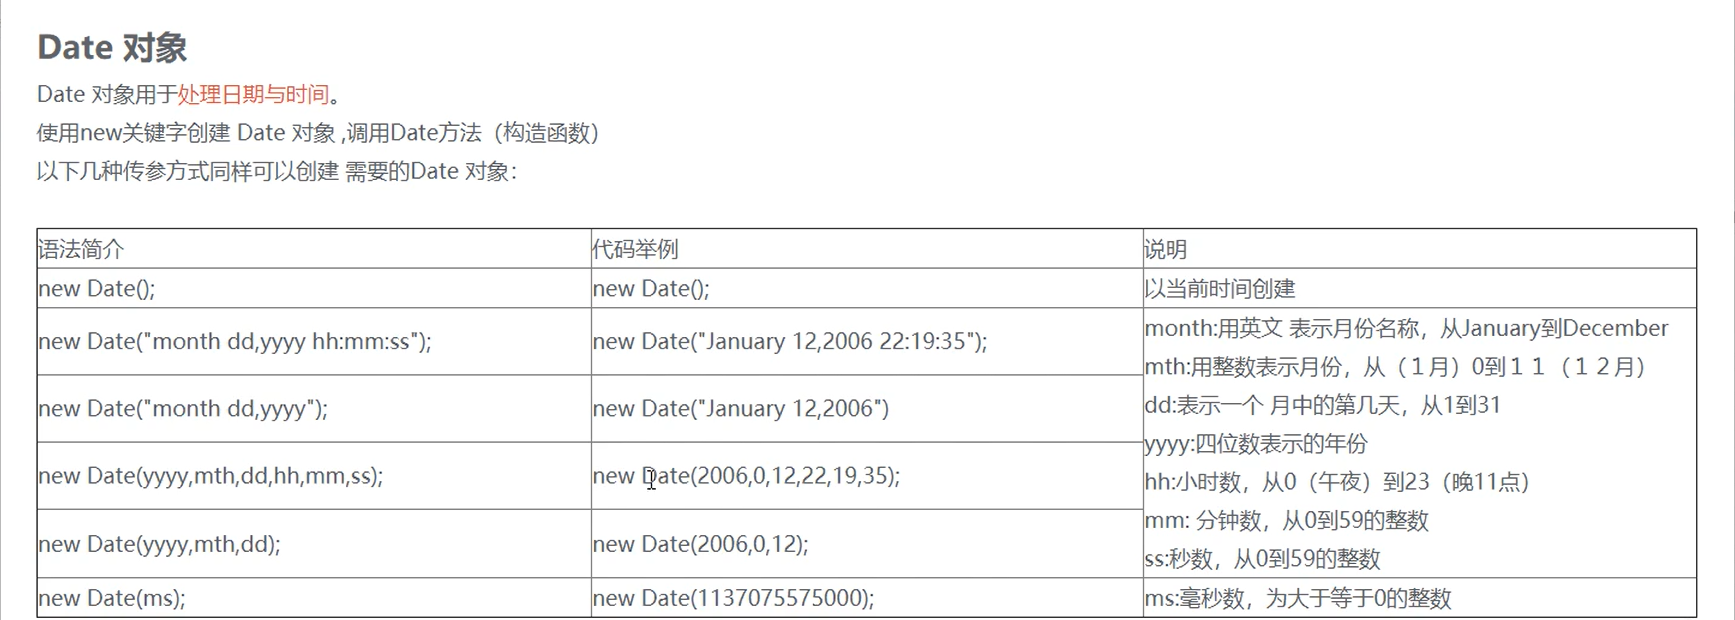 Date 对象
Date 对象用于处理日期与时间。
使用new关键字创建 Date 对象 ,调用Date方法（构造函数）
以下几种传参方式同样可以创建 需要的Date 对象：
语法简介 代码举例 说明
new Date(); new Date(); 以当前时间创建
new Date("month dd,yyyy hh:mm:ss"); new Date("January 12,2006 22:19:35");
new Date("month dd,yyyy"); new Date("January 12,2006")
new Date(yyyy,mth,dd,hh,mm,ss); new Date(2006,0,12,22,19,35);
new Date(yyyy,mth,dd); new Date(2006,0,12);
month:用英文 表示月份名称，从January到December
mth:用整数表示月份，从（１月）0到１１（１２月）
dd:表示一个 月中的第几天，从1到31
yyyy:四位数表示的年份
hh:小时数，从0（午夜）到23（晚11点）
mm: 分钟数，从0到59的整数
ss:秒数，从0到59的整数
new Date(ms); new Date(1137075575000); ms:毫秒数，为大于等于0的整数